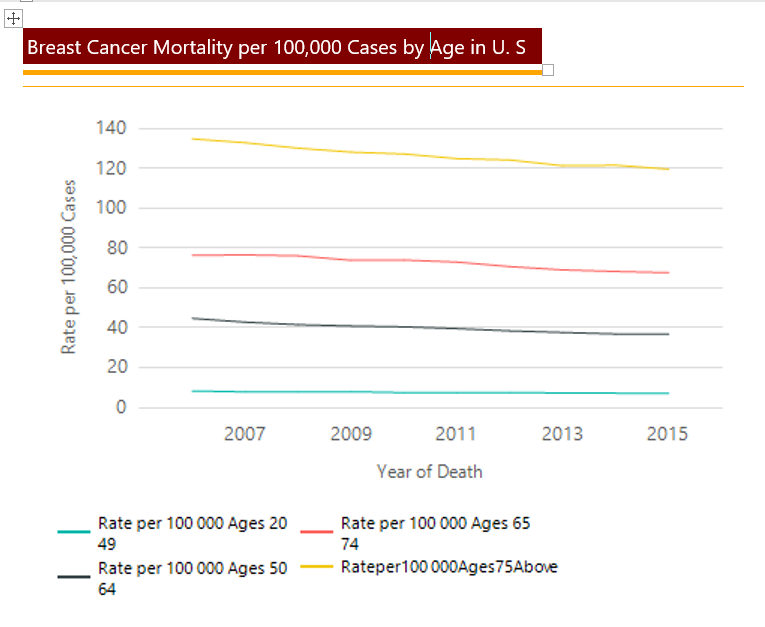 Breast Cancer Mortality per 100,000 Cases by Age in U. S
140
120
100
80
60
40
20
0
Rate per 100,000 Cases
2007 2009 2011 2013 2015
Year of Death
Rate per 100 000 Ages 20
49
Rate per 100 000 Ages 65
74
Rate per 100 000 Ages 50
64
Rateper100 000Ages75Above